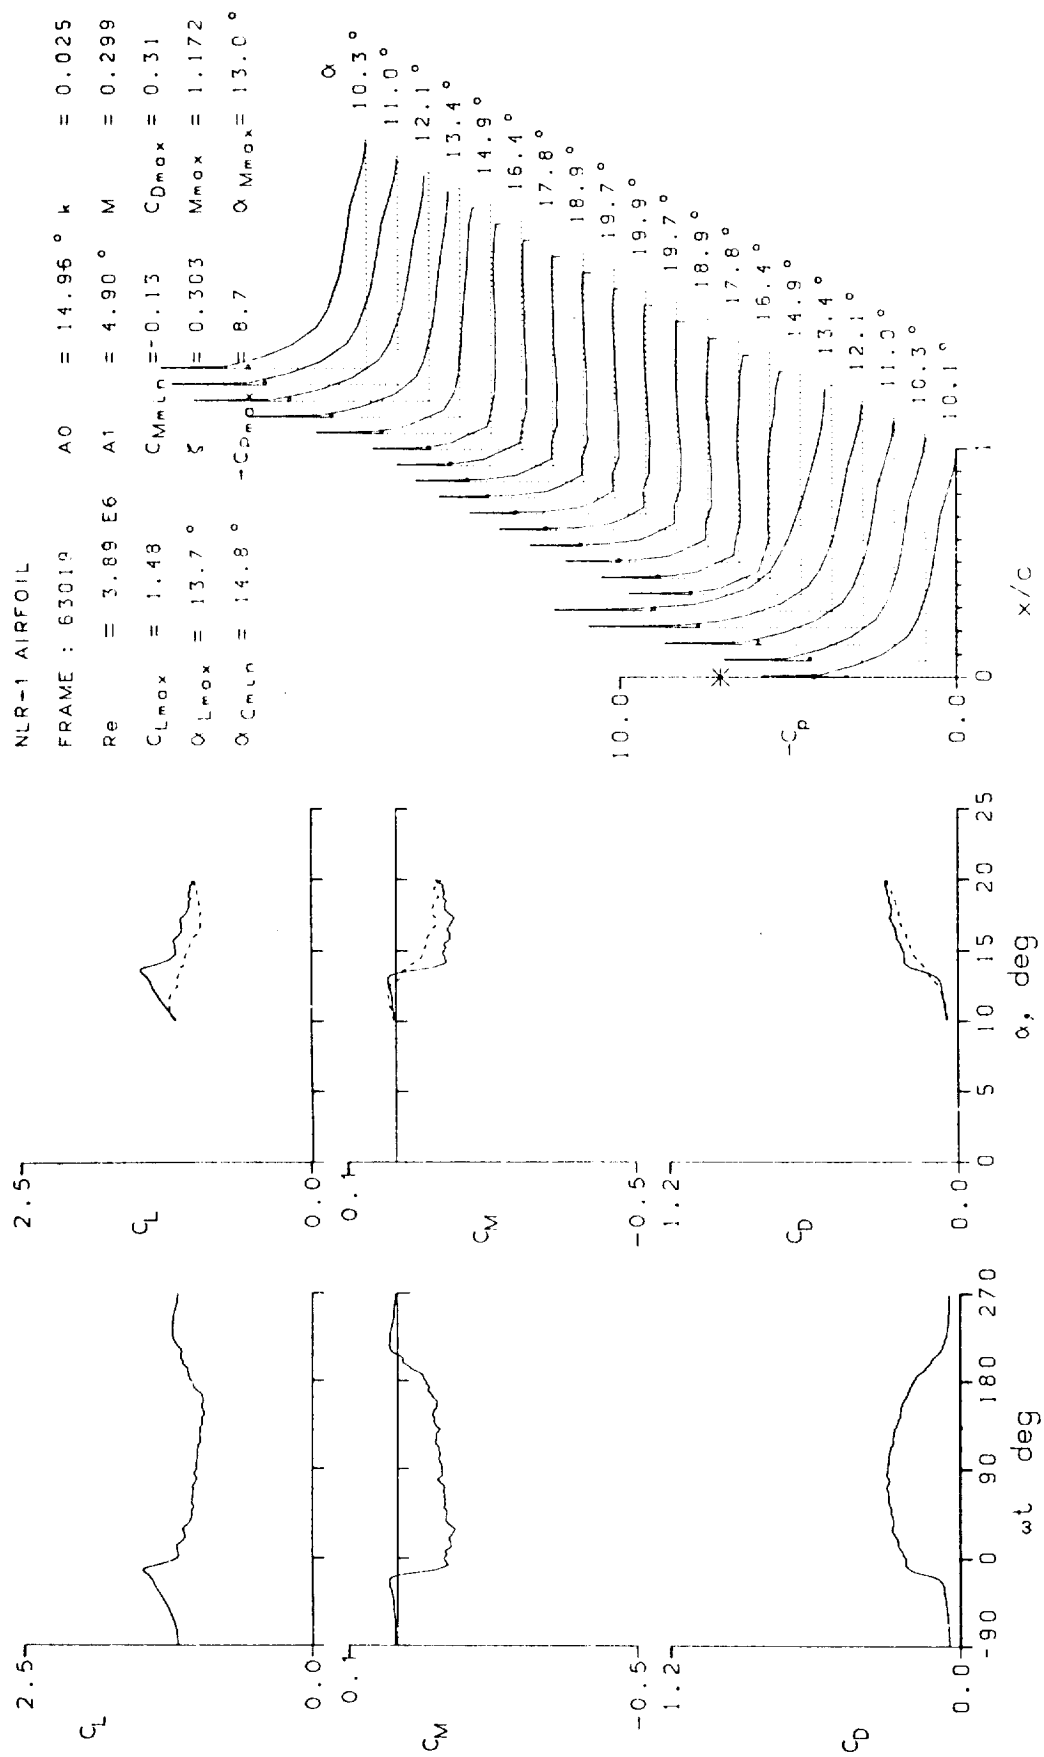 NLR-1 AIRFOIL
FRAME : 63019 A0 = 14.96° k = 0.025
Re = 3.89 E6 A1 = 4.90° M = 0.299
CLmax = 1.48 CMmin =-0.13 CDmax = 0.31
αLmax = 13.7° ζ = 0.303 Mmax = 1.172
αCmin = 14.8° -CPmax = 8.7 αMmax = 13.0°
2.5
CL
0.0
0.1
CM
-0.5
1.2
CD
0.0
-90 0 90 180 270
ωt deg
2.5
CL
0.0
0.1
CM
-0.5
1.2
CD
0.0
0 5 10 15 20 25
α, deg
10.0
-Cp
0.0
0 1
x/c
α
10.3°
11.0°
12.1°
13.4°
14.9°
16.4°
17.8°
18.9°
19.7°
19.9°
19.7°
18.9°
17.8°
16.4°
14.9°
13.4°
12.1°
11.0°
10.3°
10.1°